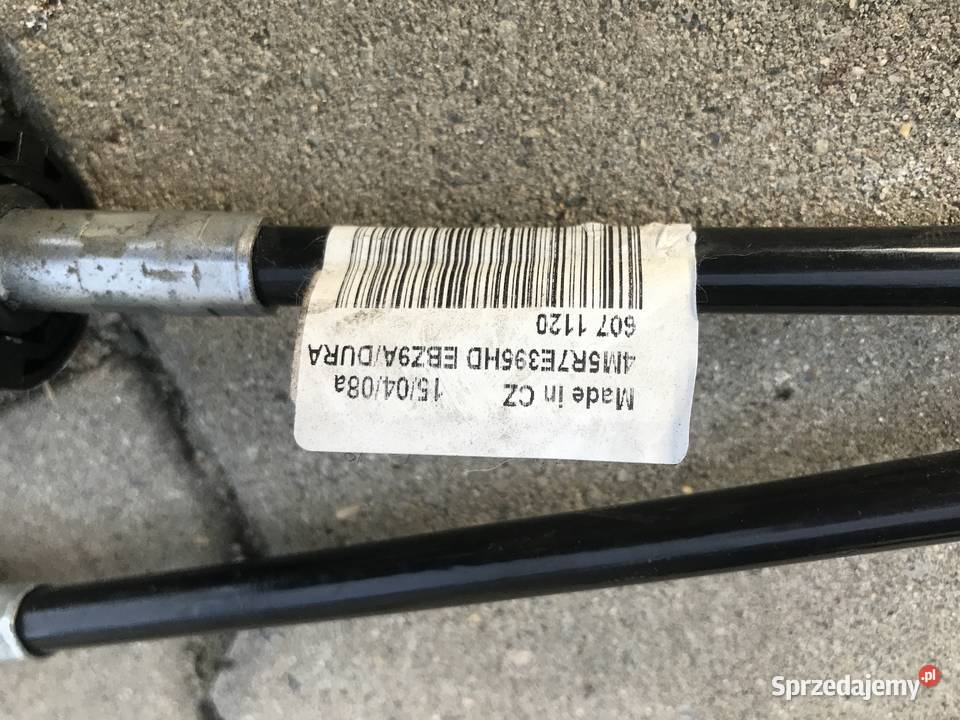 Made in CZ 15/04/08a
4M5R7E395HD EBZ9A/DURA
607 1120
Sprzedajemy.pl